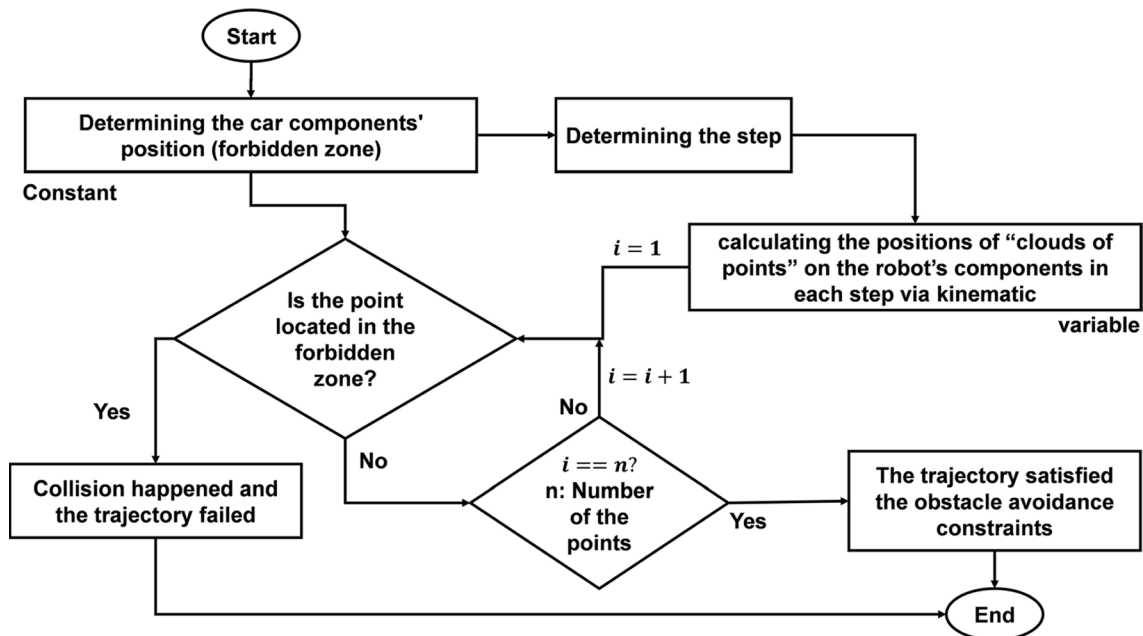 Start
Determining the car components'
position (forbidden zone)
Constant
Determining the step
calculating the positions of “clouds of
points” on the robot’s components in
each step via kinematic
variable
i = 1
Is the point
located in the
forbidden
zone?
i = i + 1
Yes
No
No
Collision happened and
the trajectory failed
i == n?
n: Number
of the
points
Yes
The trajectory satisfied
the obstacle avoidance
constraints
End